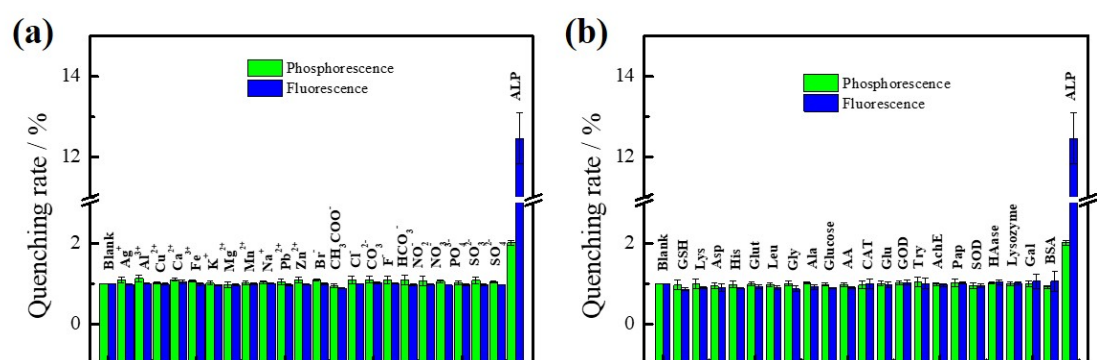 (a)
Quenching rate / %
14
12
2
0
Phosphorescence
Fluorescence
Blank
Ag⁺
Al³⁺
Cu²⁺
Ca²⁺
Fe³⁺
K⁺
Mg²⁺
Mn²⁺
Na⁺
Pb²⁺
Zn²⁺
Br⁻
CH₃COO⁻
Cl⁻
CO₃²⁻
F⁻
HCO₃⁻
NO₂⁻
NO₃⁻
PO₄³⁻
SO₃²⁻
SO₄²⁻
ALP
(b)
Quenching rate / %
14
12
2
0
Phosphorescence
Fluorescence
Blank
GSH
Lys
Asp
His
Glut
Leu
Gly
Ala
Glucose
AA
CAT
Glu
GOD
Try
AchE
Pap
SOD
HAase
Lysozyme
Gal
BSA
ALP